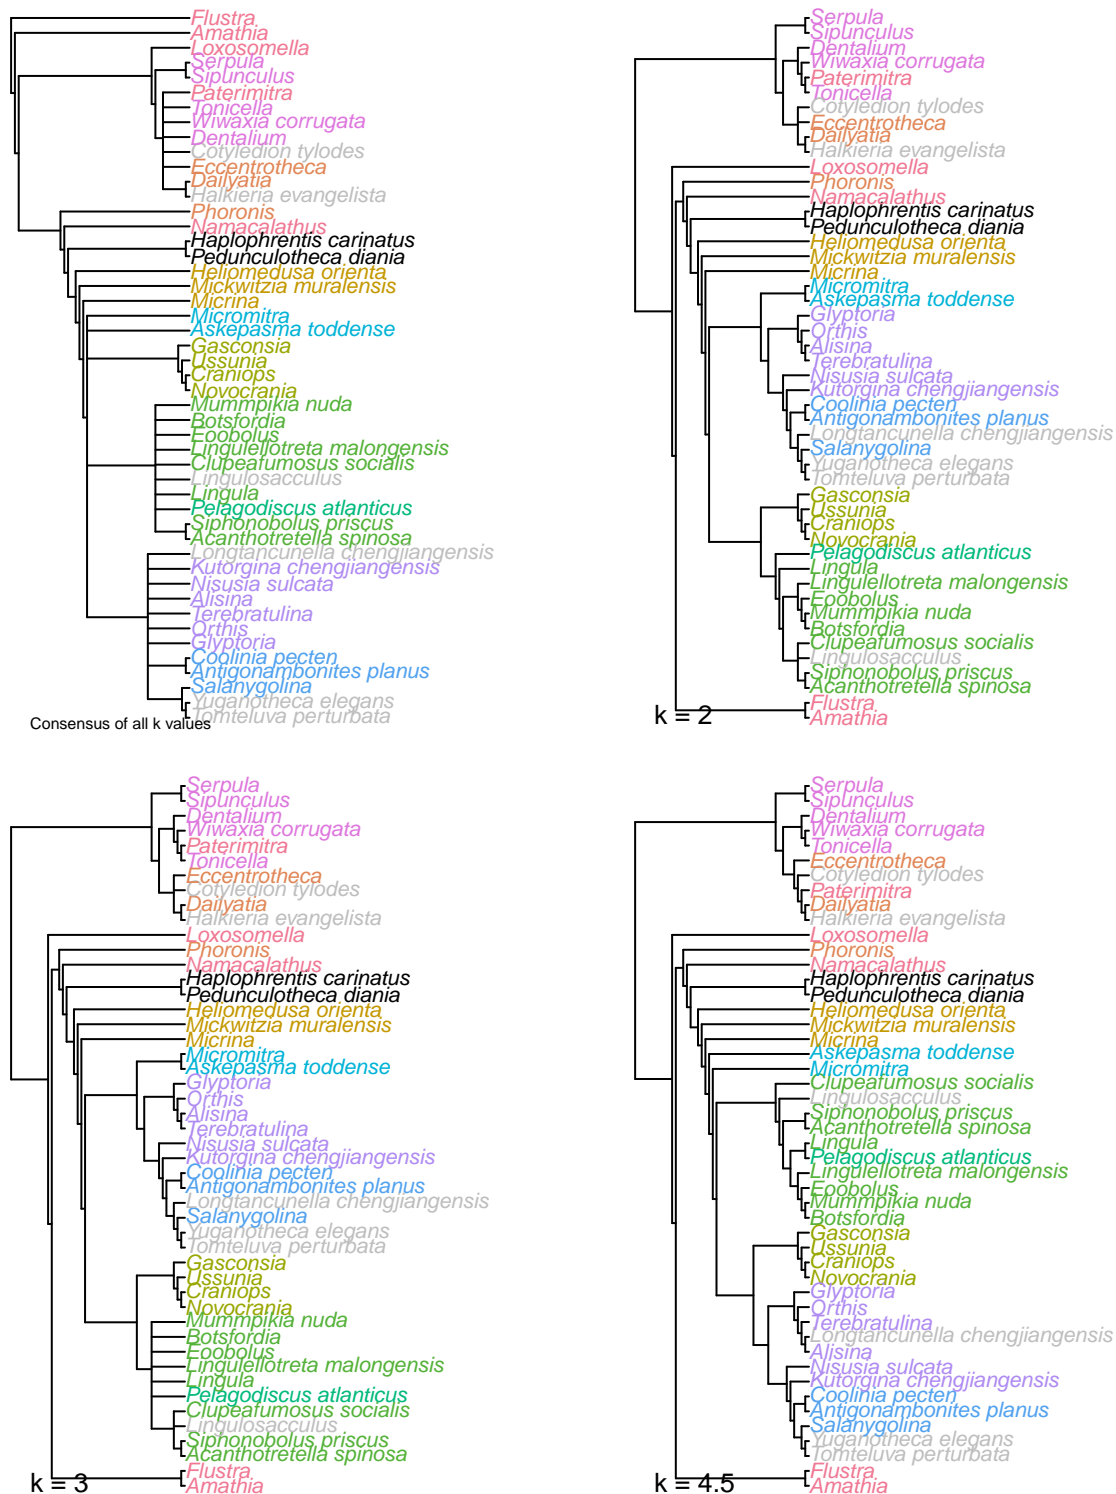 Flustra
Amathia
Loxosomella
Serpula
Sipunculus
Paterimitra
Tonicella
Wiwaxia corrugata
Dentalium
Cotyledion tylodes
Eccentrotheca
Dailyatia
Halkieria evangelista
Phoronis
Namacalathus
Haplophrentis carinatus
Pedunculotheca diania
Heliomedusa orienta
Mickwitzia muralensis
Micrina
Micromitra
Askepasma toddense
Gasconsia
Ussunia
Craniops
Novocrania
Mummpikia nuda
Botsfordia
Eoobolus
Lingulellotreta malongensis
Clupeafumosus socialis
Lingulosacculus
Lingula
Pelagodiscus atlanticus
Siphonobolus priscus
Acanthotretella spinosa
Longtancunella chengjiangensis
Kutorgina chengjiangensis
Nisusia sulcata
Alisina
Terebratulina
Orthis
Glyptoria
Coolinia pecten
Antigonambonites planus
Salanygolina
Yuganotheca elegans
Tomteluva perturbata
Consensus of all k values
Serpula
Sipunculus
Dentalium
Wiwaxia corrugata
Paterimitra
Tonicella
Cotyledion tylodes
Eccentrotheca
Dailyatia
Halkieria evangelista
Loxosomella
Phoronis
Namacalathus
Haplophrentis carinatus
Pedunculotheca diania
Heliomedusa orienta
Mickwitzia muralensis
Micrina
Micromitra
Askepasma toddense
Glyptoria
Orthis
Alisina
Terebratulina
Nisusia sulcata
Kutorgina chengjiangensis
Coolinia pecten
Antigonambonites planus
Longtancunella chengjiangensis
Salanygolina
Yuganotheca elegans
Tomteluva perturbata
Gasconsia
Ussunia
Craniops
Novocrania
Pelagodiscus atlanticus
Lingula
Lingulellotreta malongensis
Eoobolus
Mummpikia nuda
Botsfordia
Clupeafumosus socialis
Lingulosacculus
Siphonobolus priscus
Acanthotretella spinosa
Flustra
Amathia
k = 2
Serpula
Sipunculus
Dentalium
Wiwaxia corrugata
Paterimitra
Tonicella
Eccentrotheca
Cotyledion tylodes
Dailyatia
Halkieria evangelista
Loxosomella
Phoronis
Namacalathus
Haplophrentis carinatus
Pedunculotheca diania
Heliomedusa orienta
Mickwitzia muralensis
Micrina
Micromitra
Askepasma toddense
Glyptoria
Orthis
Alisina
Terebratulina
Nisusia sulcata
Kutorgina chengjiangensis
Coolinia pecten
Antigonambonites planus
Longtancunella chengjiangensis
Salanygolina
Yuganotheca elegans
Tomteluva perturbata
Gasconsia
Ussunia
Craniops
Novocrania
Mummpikia nuda
Botsfordia
Eoobolus
Lingulellotreta malongensis
Lingula
Pelagodiscus atlanticus
Clupeafumosus socialis
Lingulosacculus
Siphonobolus priscus
Acanthotretella spinosa
Flustra
Amathia
k = 3
Serpula
Sipunculus
Dentalium
Wiwaxia corrugata
Tonicella
Eccentrotheca
Cotyledion tylodes
Paterimitra
Dailyatia
Halkieria evangelista
Loxosomella
Phoronis
Namacalathus
Haplophrentis carinatus
Pedunculotheca diania
Heliomedusa orienta
Mickwitzia muralensis
Micrina
Askepasma toddense
Micromitra
Clupeafumosus socialis
Lingulosacculus
Siphonobolus priscus
Acanthotretella spinosa
Lingula
Pelagodiscus atlanticus
Lingulellotreta malongensis
Eoobolus
Mummpikia nuda
Botsfordia
Gasconsia
Ussunia
Craniops
Novocrania
Glyptoria
Orthis
Terebratulina
Longtancunella chengjiangensis
Alisina
Nisusia sulcata
Kutorgina chengjiangensis
Coolinia pecten
Antigonambonites planus
Salanygolina
Yuganotheca elegans
Tomteluva perturbata
Flustra
Amathia
k = 4.5